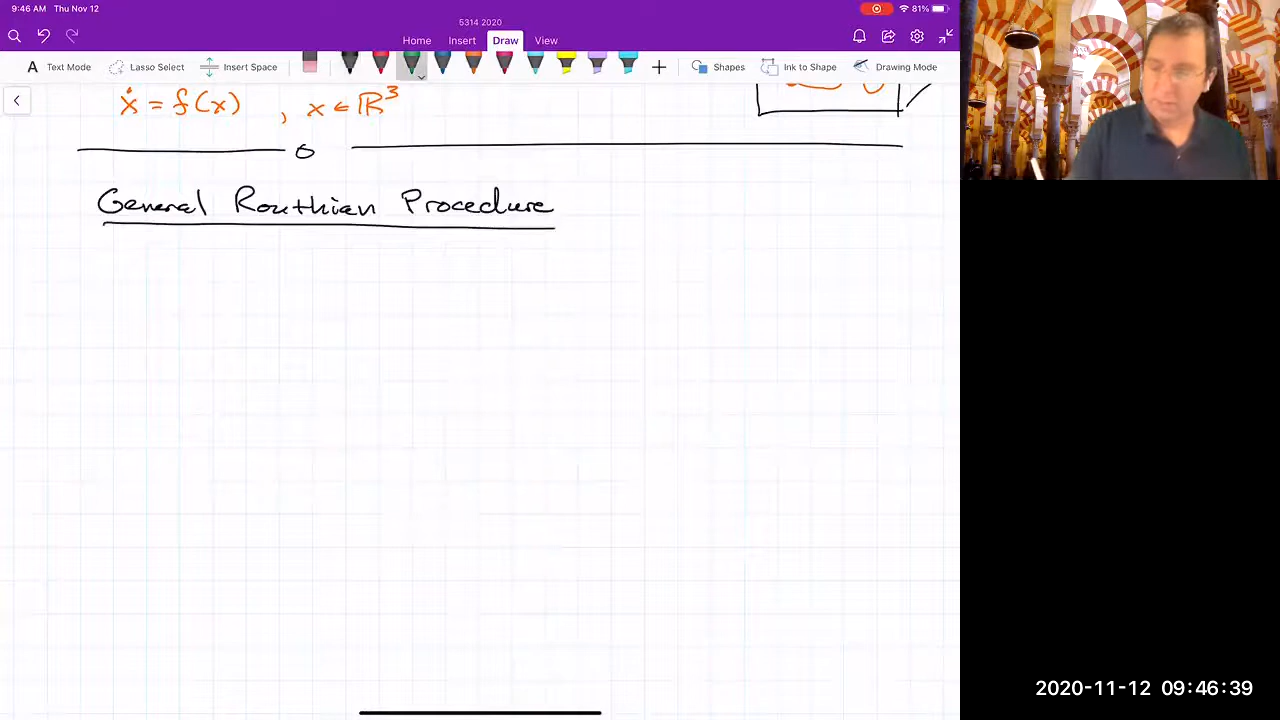 9:46 AM Thu Nov 12
81%
5314 2020
Home Insert Draw View
A Text Mode Lasso Select Insert Space Shapes Ink to Shape Drawing Mode
ẋ = f(x) , x ∈ ℝ³
General Routhian Procedure
2020-11-12 09:46:39